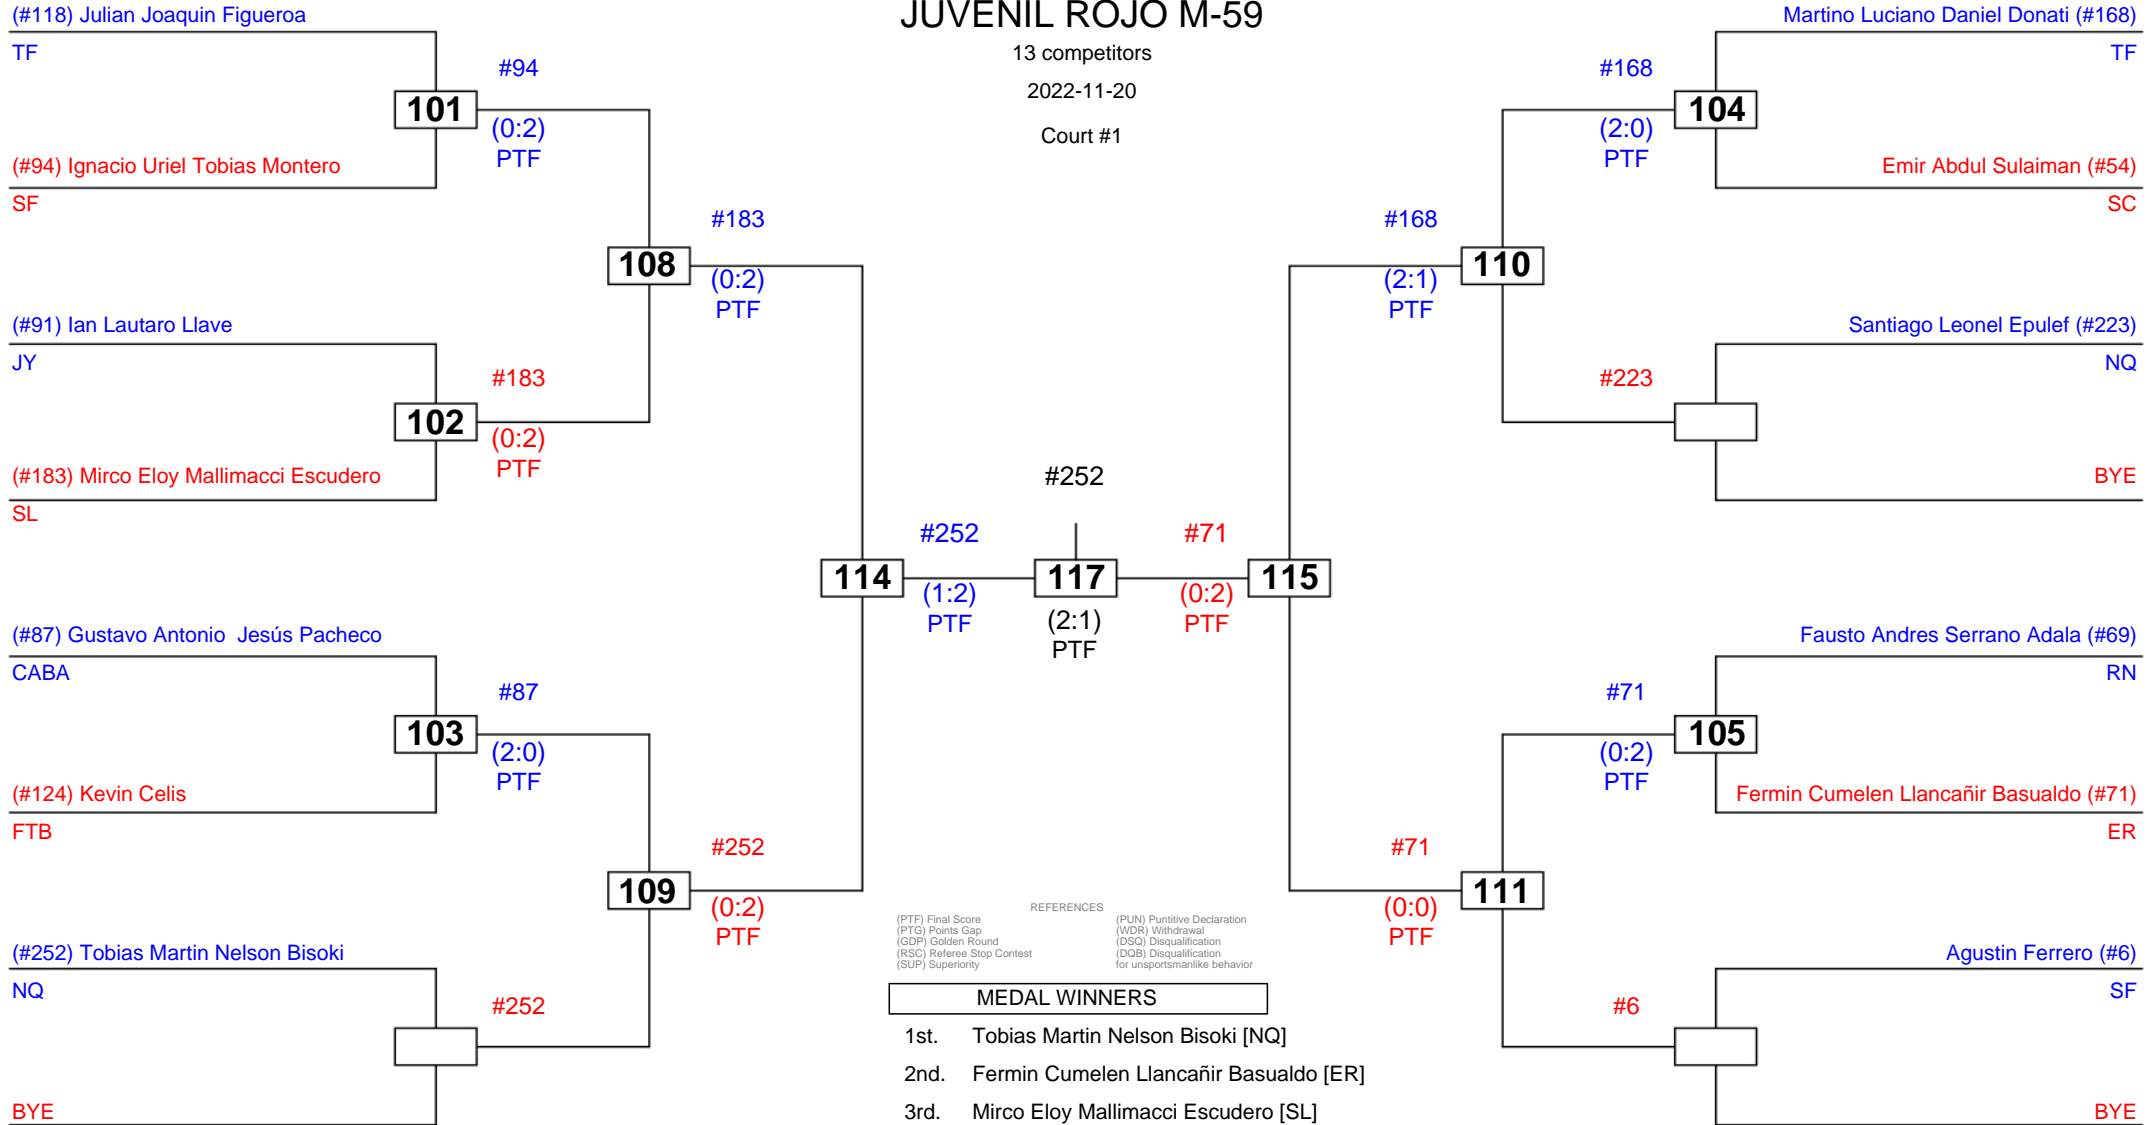 JUVENIL ROJO M-59
13 competitors
2022-11-20
Court #1
(#118) Julian Joaquin Figueroa
TF
#94
101
(0:2)
PTF
(#94) Ignacio Uriel Tobias Montero
SF
#183
108
(0:2)
PTF
(#91) Ian Lautaro Llave
JY
#183
102
(0:2)
PTF
(#183) Mirco Eloy Mallimacci Escudero
SL
#252
114
(1:2)
PTF
(#87) Gustavo Antonio  Jesús Pacheco
CABA
#87
103
(2:0)
PTF
(#124) Kevin Celis
FTB
#252
109
(0:2)
PTF
(#252) Tobias Martin Nelson Bisoki
NQ
#252
BYE
#252
117
(2:1)
PTF
#71
115
(0:2)
PTF
Martino Luciano Daniel Donati (#168)
TF
#168
104
(2:0)
PTF
Emir Abdul Sulaiman (#54)
SC
#168
110
(2:1)
PTF
Santiago Leonel Epulef (#223)
NQ
#223
BYE
Fausto Andres Serrano Adala (#69)
RN
#71
105
(0:2)
PTF
Fermin Cumelen Llancañir Basualdo (#71)
ER
#71
111
(0:0)
PTF
Agustin Ferrero (#6)
SF
#6
BYE
REFERENCES
(PTF) Final Score
(PTG) Points Gap
(GDP) Golden Round
(RSC) Referee Stop Contest
(SUP) Superiority
(PUN) Puntitive Declaration
(WDR) Withdrawal
(DSQ) Disqualification
(DQB) Disqualification
for unsportsmanlike behavior
MEDAL WINNERS
1st. Tobias Martin Nelson Bisoki [NQ]
2nd. Fermin Cumelen Llancañir Basualdo [ER]
3rd. Mirco Eloy Mallimacci Escudero [SL]